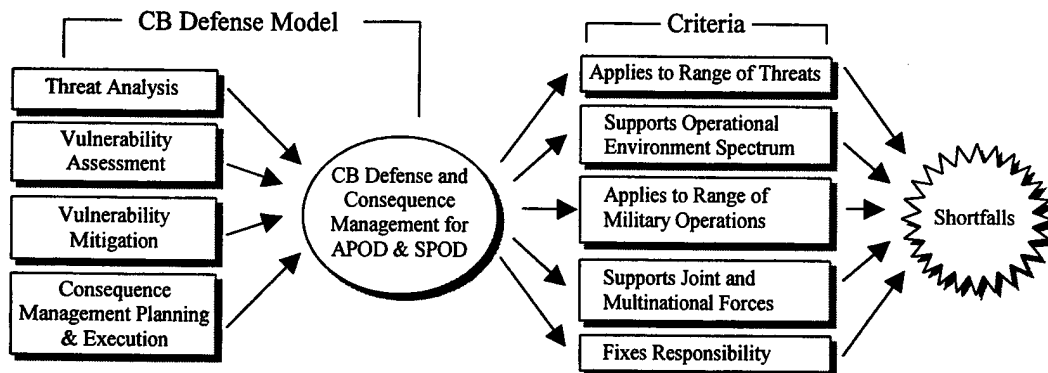 CB Defense Model
Threat Analysis
Vulnerability
Assessment
Vulnerability
Mitigation
Consequence
Management Planning
& Execution
CB Defense and
Consequence
Management for
APOD & SPOD
Criteria
Applies to Range of Threats
Supports Operational
Environment Spectrum
Applies to Range of
Military Operations
Supports Joint and
Multinational Forces
Fixes Responsibility
Shortfalls